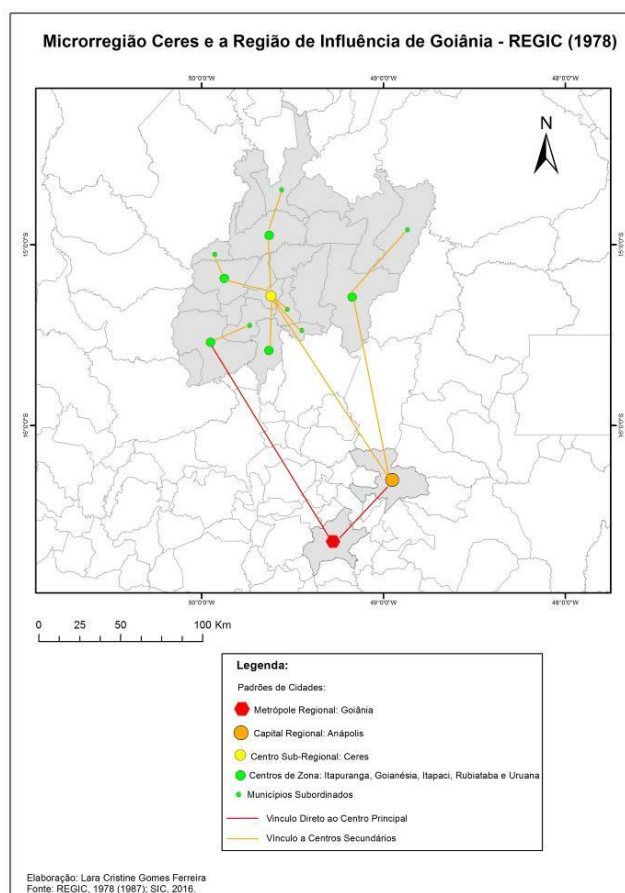 Microrregião Ceres e a Região de Influência de Goiânia - REGIC (1978)
50°0'0"W 49°0'0"W 48°0'0"W
N
15°0'0"S 15°0'0"S
16°0'0"S 16°0'0"S
50°0'0"W 49°0'0"W 48°0'0"W
0 25 50 100 Km
Legenda:
Padrões de Cidades:
Metrópole Regional: Goiânia
Capital Regional: Anápolis
Centro Sub-Regional: Ceres
Centros de Zona: Itapuranga, Goianésia, Itapaci, Rubiataba e Uruana
Municípios Subordinados
Vinculo Direto ao Centro Principal
Vínculo a Centros Secundários
Elaboração: Lara Cristine Gomes Ferreira
Fonte: REGIC, 1978 (1987); SIC, 2016.